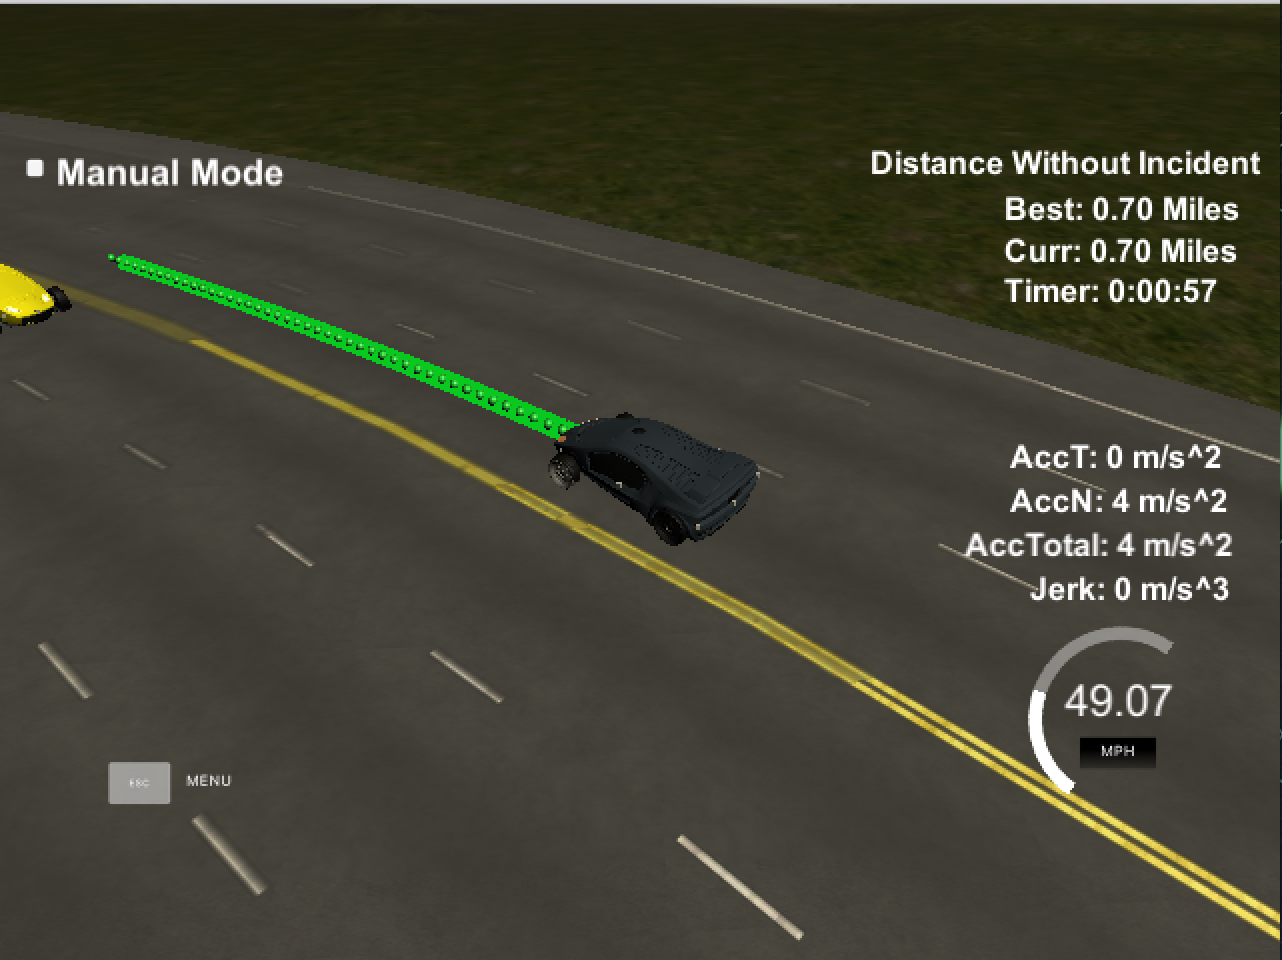 Manual Mode
Distance Without Incident
Best: 0.70 Miles
Curr: 0.70 Miles
Timer: 0:00:57
AccT: 0 m/s^2
AccN: 4 m/s^2
AccTotal: 4 m/s^2
Jerk: 0 m/s^3
49.07
MPH
ESC MENU